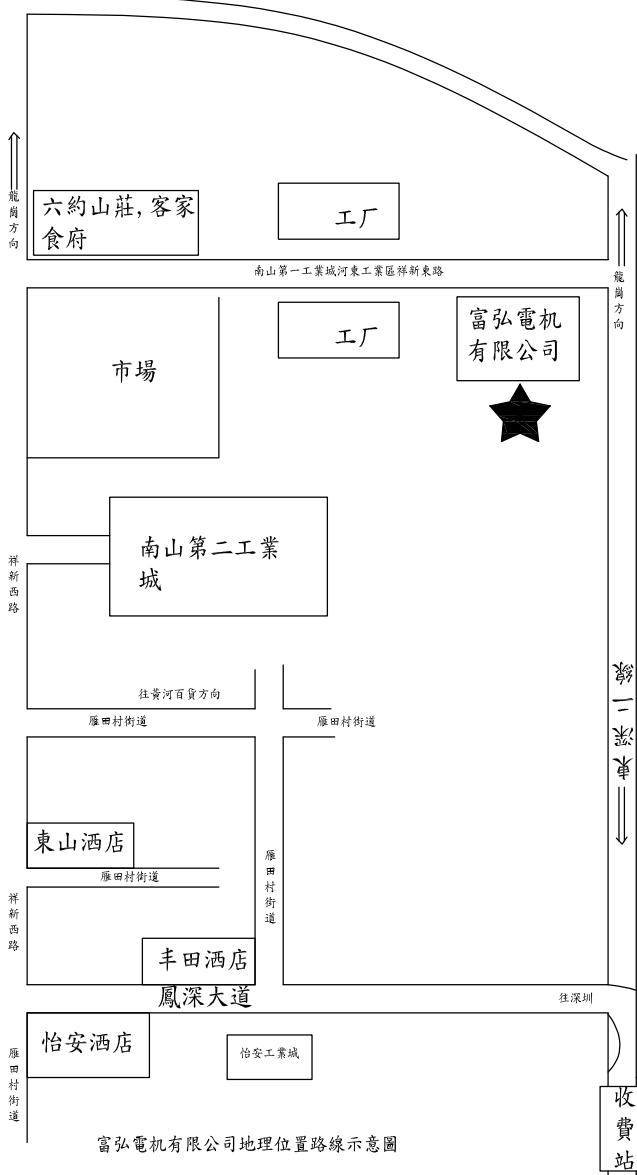 六約山莊,客家
食府
工厂
龍崗方向
南山第一工業城河東工業區祥新東路
龍崗方向
市場
工厂
富弘電机
有限公司
南山第二工業
城
祥新西路
往黃河百貨方向
雁田村街道
雁田村街道
東深二線
東山酒店
雁田村街道
雁田村街道
祥新西路
丰田酒店
鳳深大道
往深圳
怡安酒店
怡安工業城
雁田村街道
收費站
富弘電机有限公司地理位置路線示意圖